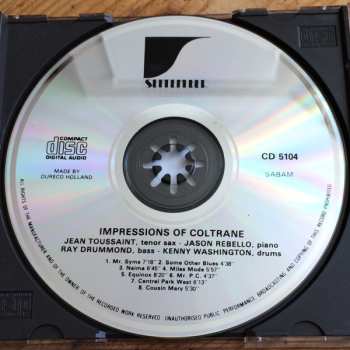 SEPTEMBER
COMPACT
disc
DIGITAL AUDIO
MADE BY
DURECO HOLLAND
CD 5104
SABAM
IMPRESSIONS OF COLTRANE
JEAN TOUSSAINT, tenor sax - JASON REBELLO, piano
RAY DRUMMOND, bass - KENNY WASHINGTON, drums
1. Mr. Syms 7'18" 2. Some Other Blues 4'38"
3. Naima 6'45" 4. Miles Mode 5'57"
5. Equinox 8'20" 6. Mr. P.C. 4'37"
7. Central Park West 6'13"
8. Cousin Mary 5'30"
ALL RIGHTS OF THE MANUFACTURER AND OF THE OWNER OF THE RECORDED WORK RESERVED. UNAUTHORISED PUBLIC PERFORMANCE, BROADCASTING AND COPYING OF THIS RECORD PROHIBITED.